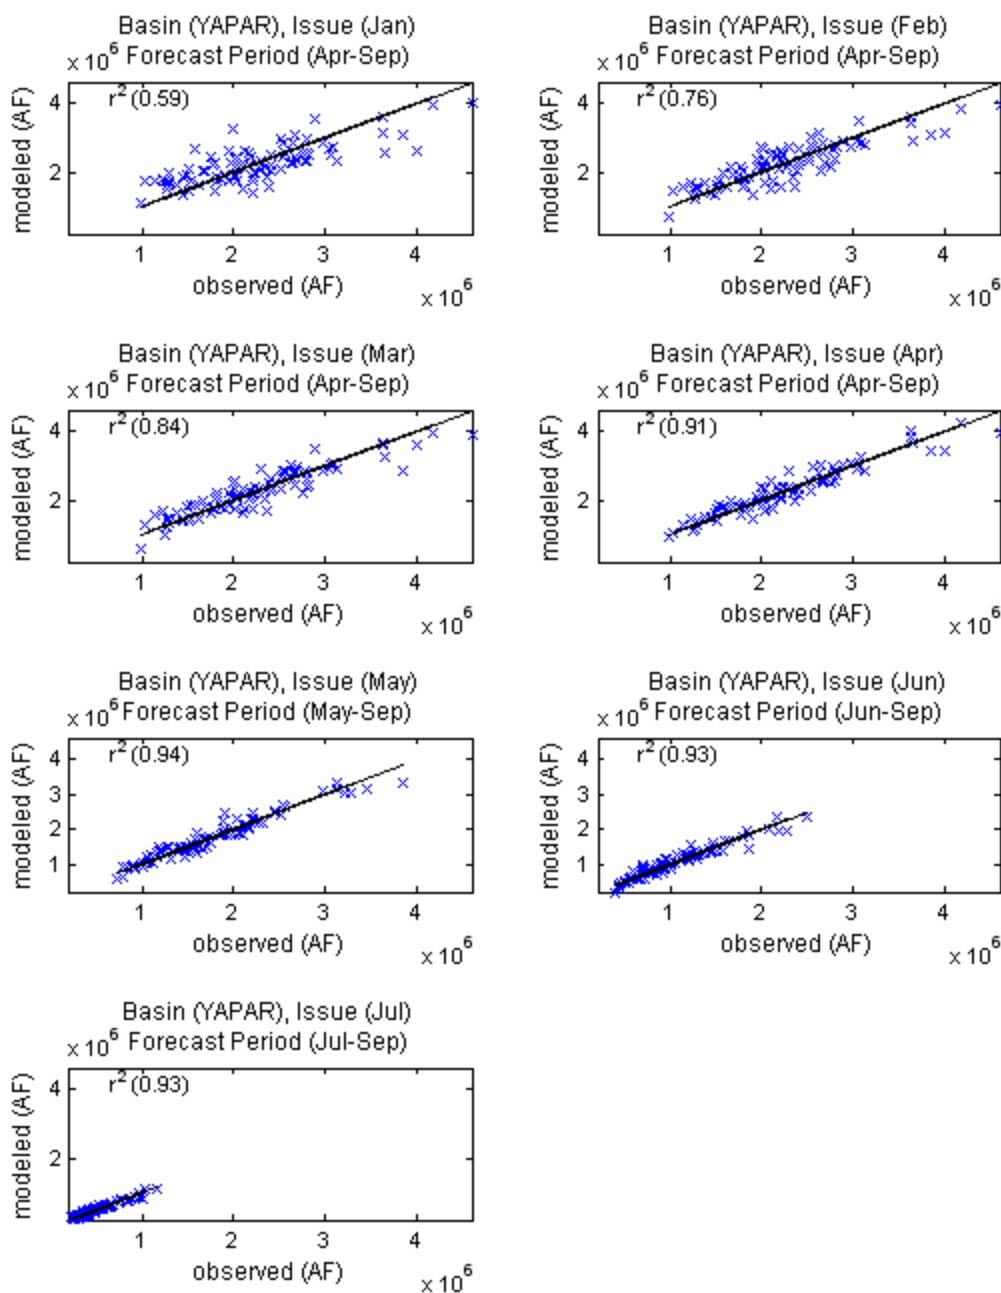 Basin (YAPAR), Issue (Jan)
x 10^6 Forecast Period (Apr-Sep)
r^2 (0.59)
modeled (AF)
4
2
1 2 3 4
observed (AF)
x 10^6
Basin (YAPAR), Issue (Feb)
x 10^6 Forecast Period (Apr-Sep)
r^2 (0.76)
modeled (AF)
4
2
1 2 3 4
observed (AF)
x 10^6
Basin (YAPAR), Issue (Mar)
x 10^6 Forecast Period (Apr-Sep)
r^2 (0.84)
modeled (AF)
4
2
1 2 3 4
observed (AF)
x 10^6
Basin (YAPAR), Issue (Apr)
x 10^6 Forecast Period (Apr-Sep)
r^2 (0.91)
modeled (AF)
4
2
1 2 3 4
observed (AF)
x 10^6
Basin (YAPAR), Issue (May)
x 10^6 Forecast Period (May-Sep)
r^2 (0.94)
modeled (AF)
4
3
2
1
1 2 3 4
observed (AF)
x 10^6
Basin (YAPAR), Issue (Jun)
x 10^6 Forecast Period (Jun-Sep)
r^2 (0.93)
modeled (AF)
4
3
2
1
1 2 3 4
observed (AF)
x 10^6
Basin (YAPAR), Issue (Jul)
x 10^6 Forecast Period (Jul-Sep)
r^2 (0.93)
modeled (AF)
4
2
1 2 3 4
observed (AF)
x 10^6